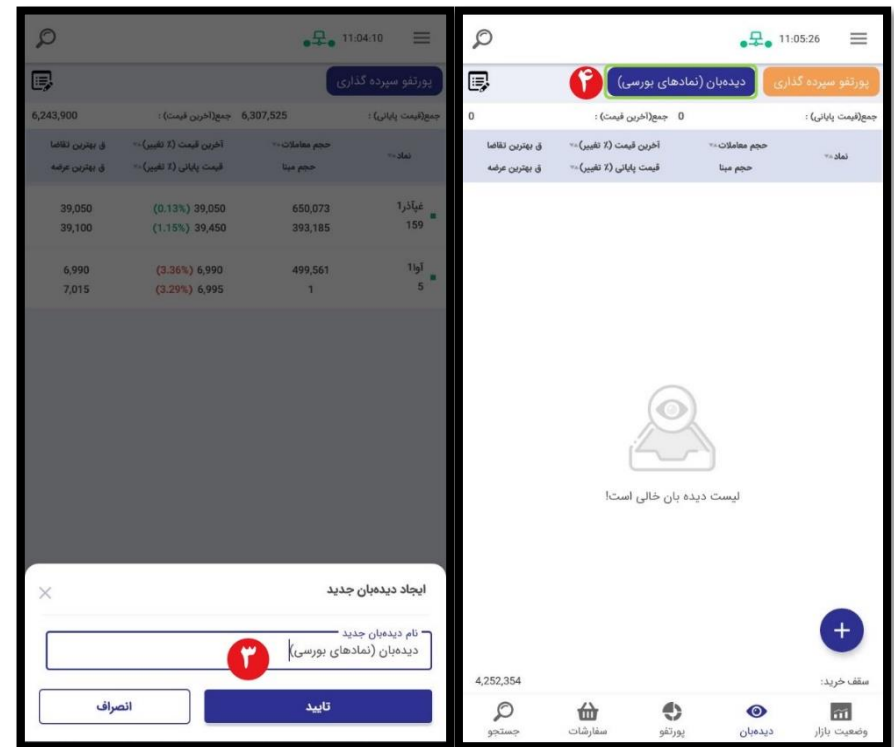 11:04:10
پورتفو سپرده گذاری
جمع(قیمت پایانی) : 6,307,525 جمع(آخرین قیمت) : 6,243,900
نماد حجم معاملات آخرین قیمت (٪ تغییر) ق بهترین تقاضا
حجم مبنا قیمت پایانی (٪ تغییر) ق بهترین عرضه
غپآذر1 650,073 39,050 (0.13%) 39,050
159 393,185 39,450 (1.15%) 39,100
آوا1 499,561 6,990 (3.36%) 6,990
5 1 6,995 (3.29%) 7,015
ایجاد دیده‌بان جدید
نام دیده‌بان جدید
دیده‌بان (نمادهای بورسی)
۳
تایید انصراف
11:05:26
پورتفو سپرده گذاری دیده‌بان (نمادهای بورسی) ۴
جمع(قیمت پایانی) : 0 جمع(آخرین قیمت) : 0
نماد حجم معاملات آخرین قیمت (٪ تغییر) ق بهترین تقاضا
حجم مبنا قیمت پایانی (٪ تغییر) ق بهترین عرضه
لیست دیده بان خالی است!
+
سقف خرید: 4,252,354
وضعیت بازار دیده‌بان پورتفو سفارشات جستجو